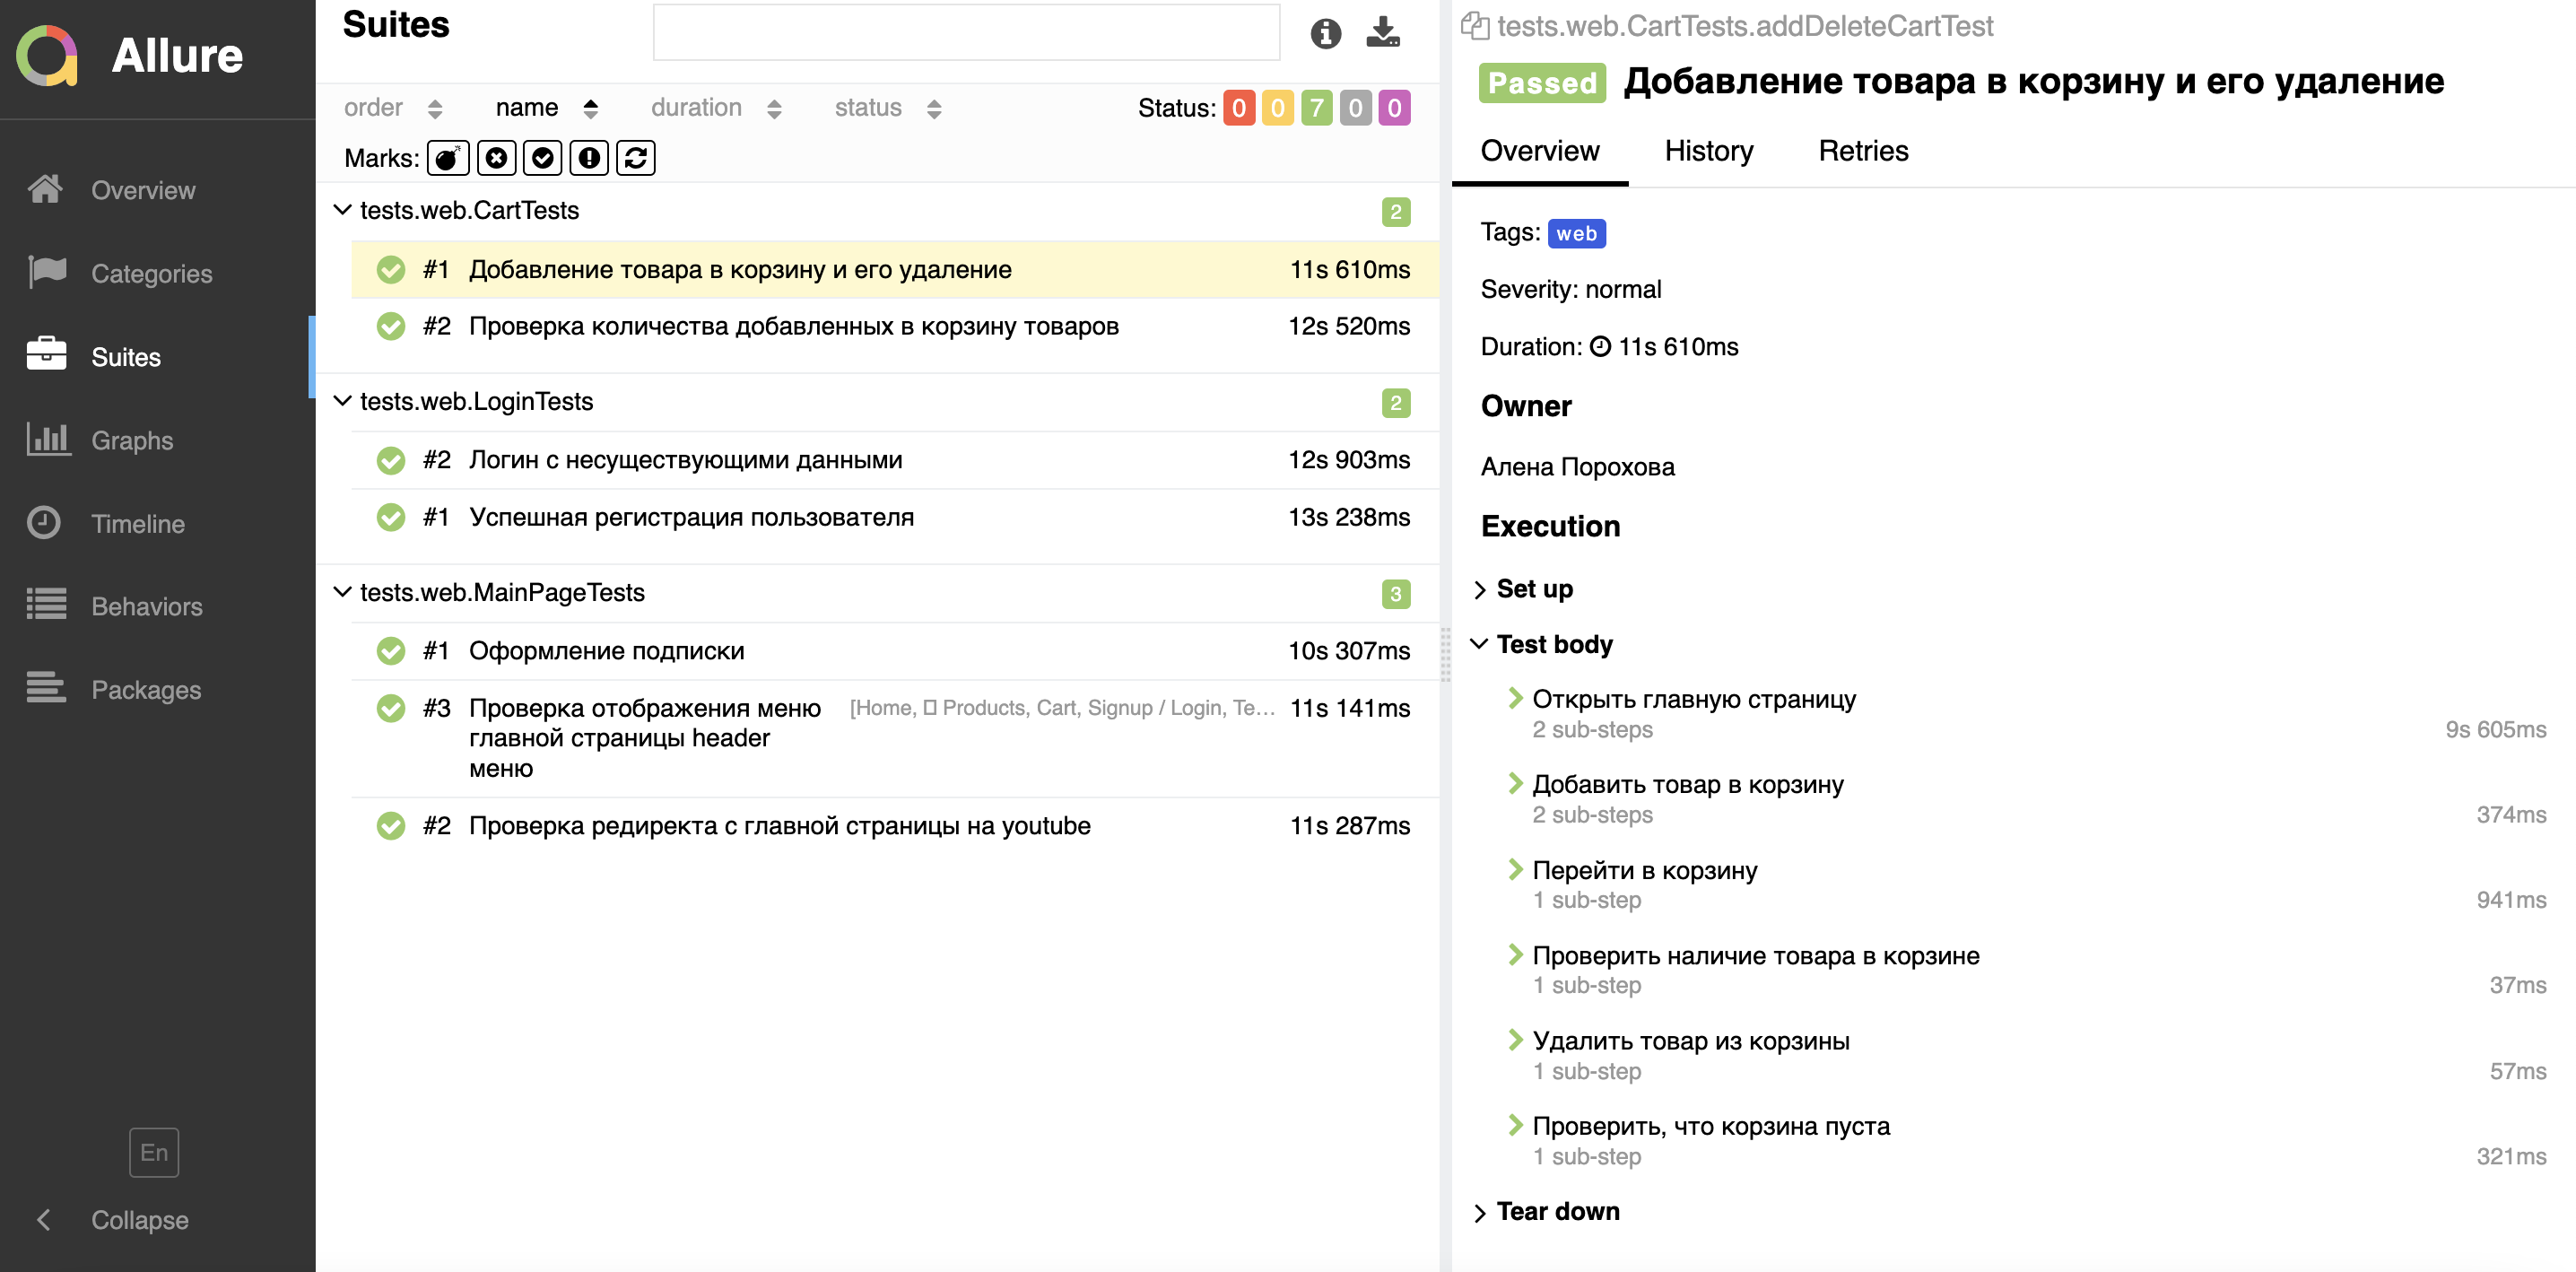 Allure
Overview
Categories
Suites
Graphs
Timeline
Behaviors
Packages
En
Collapse
Suites
order name duration status Status: 0 0 7 0 0
Marks:
tests.web.CartTests 2
#1 Добавление товара в корзину и его удаление 11s 610ms
#2 Проверка количества добавленных в корзину товаров 12s 520ms
tests.web.LoginTests 2
#2 Логин с несуществующими данными 12s 903ms
#1 Успешная регистрация пользователя 13s 238ms
tests.web.MainPageTests 3
#1 Оформление подписки 10s 307ms
#3 Проверка отображения меню [Home, Products, Cart, Signup / Login, Te… 11s 141ms
главной страницы header
меню
#2 Проверка редиректа с главной страницы на youtube 11s 287ms
tests.web.CartTests.addDeleteCartTest
Passed Добавление товара в корзину и его удаление
Overview History Retries
Tags: web
Severity: normal
Duration: 11s 610ms
Owner
Алена Порохова
Execution
Set up
Test body
Открыть главную страницу
2 sub-steps 9s 605ms
Добавить товар в корзину
2 sub-steps 374ms
Перейти в корзину
1 sub-step 941ms
Проверить наличие товара в корзине
1 sub-step 37ms
Удалить товар из корзины
1 sub-step 57ms
Проверить, что корзина пуста
1 sub-step 321ms
Tear down